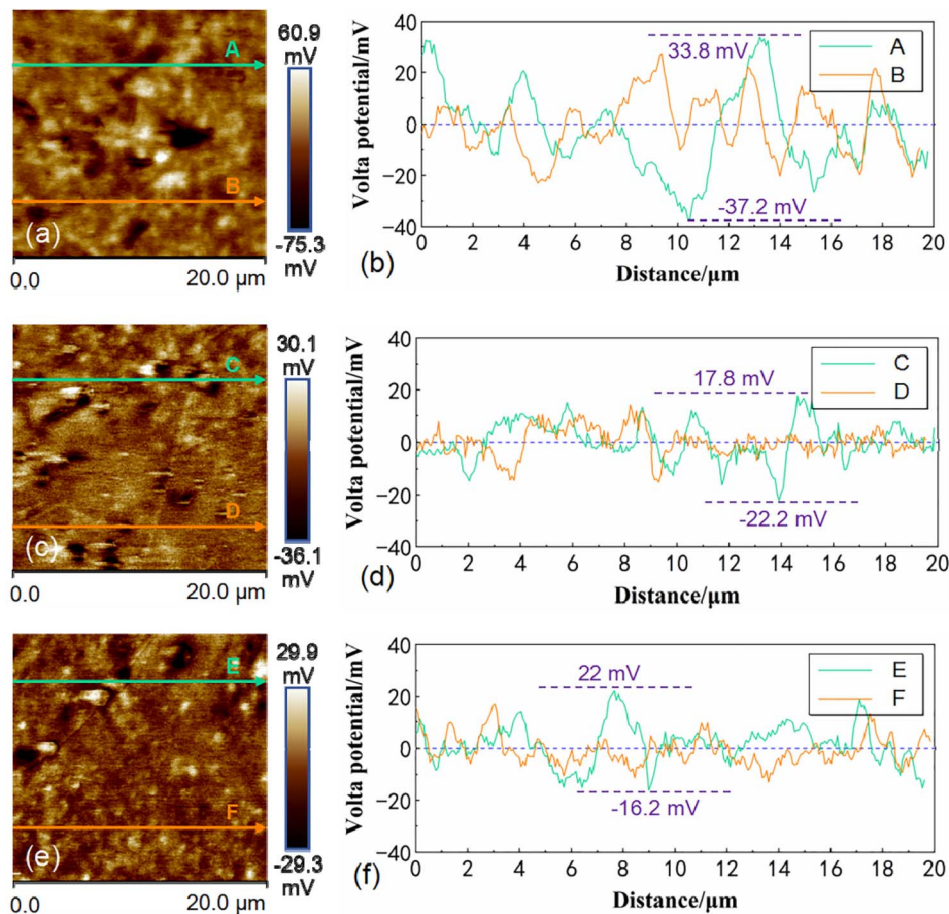 A
B
(a)
0.0 20.0 µm
60.9
mV
-75.3
mV
Volta potential/mV
40
20
0
−20
−40
33.8 mV
-37.2 mV
A
B
0 2 4 6 8 10 12 14 16 18 20
(b)
Distance/µm
C
D
(c)
0.0 20.0 µm
30.1
mV
-36.1
mV
Volta potential/mV
40
20
0
−20
−40
17.8 mV
-22.2 mV
C
D
0 2 4 6 8 10 12 14 16 18 20
(d)
Distance/µm
E
F
(e)
0.0 20.0 µm
29.9
mV
-29.3
mV
Volta potential/mV
40
20
0
−20
−40
22 mV
-16.2 mV
E
F
0 2 4 6 8 10 12 14 16 18 20
(f)
Distance/µm